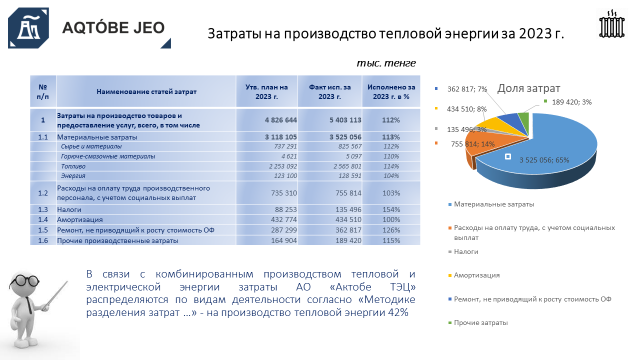 AQTÓBE JEO
Затраты на производство тепловой энергии за 2023 г.
тыс. тенге
№ п/п Наименование статей затрат Утв. план на 2023 г. Факт исп. за 2023 г. Исполнено за 2023 г. в %
1 Затраты на производство товаров и предоставление услуг, всего, в том числе 4 826 644 5 403 113 112%
1.1 Материальные затраты 3 118 105 3 525 056 113%
Сырье и материалы 737 291 825 567 112%
Горюче-смазочные материалы 4 621 5 097 110%
Топливо 2 253 092 2 565 801 114%
Энергия 123 100 128 591 104%
1.2 Расходы на оплату труда производственного персонала, с учетом социальных выплат 735 310 755 814 103%
1.3 Налоги 88 253 135 496 154%
1.4 Амортизация 432 774 434 510 100%
1.5 Ремонт, не приводящий к росту стоимость ОФ 287 299 362 817 126%
1.6 Прочие производственные затраты 164 904 189 420 115%
Доля затрат
362 817; 7%
189 420; 3%
434 510; 8%
135 496; 3%
755 814; 14%
3 525 056; 65%
Материальные затраты
Расходы на оплату труда, с учетом социальных
выплат
Налоги
Амортизация
Ремонт, не приводящий к росту стоимость ОФ
Прочие затраты
В связи с комбинированным производством тепловой и
электрической энергии затраты АО «Актобе ТЭЦ»
распределяются по видам деятельности согласно «Методике
разделения затрат …» - на производство тепловой энергии 42%